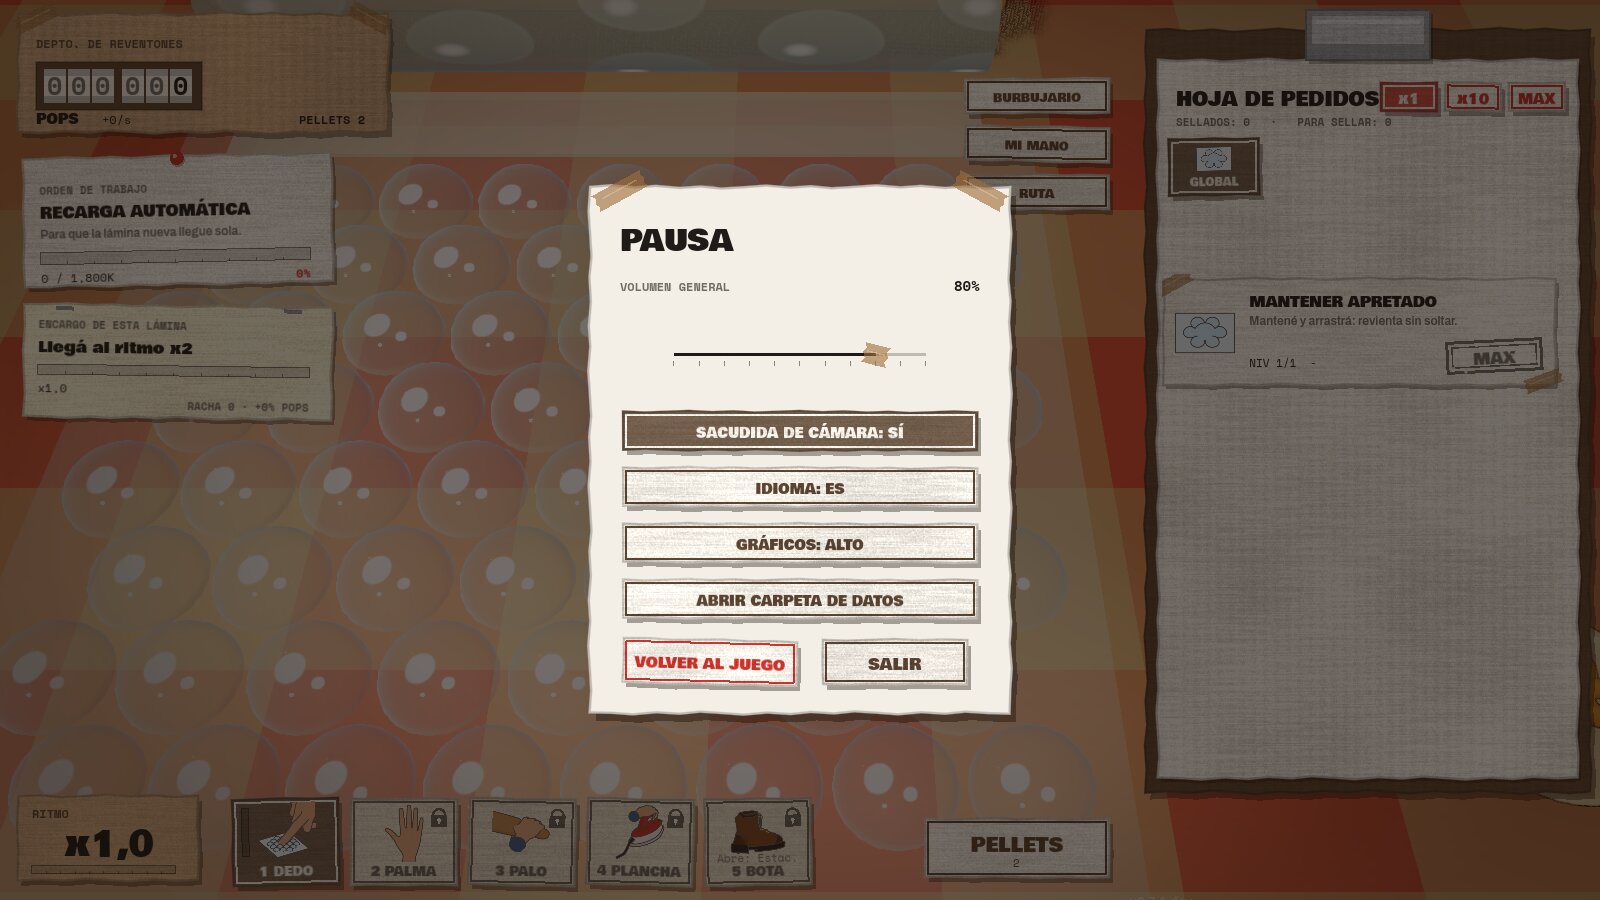 DEPTO. DE REVENTONES
000 000
POPS +0/s PELLETS 2
ORDEN DE TRABAJO
RECARGA AUTOMÁTICA
Para que la lámina nueva llegue sola.
0 / 1.800K 0%
ENCARGO DE ESTA LÁMINA
Llegá al ritmo x2
x1.0
RACHA 0 · +0% POPS
BURBUJARIO
MI MANO
RUTA
PAUSA
VOLUMEN GENERAL 80%
SACUDIDA DE CÁMARA: SÍ
IDIOMA: ES
GRÁFICOS: ALTO
ABRIR CARPETA DE DATOS
VOLVER AL JUEGO SALIR
HOJA DE PEDIDOS x1 x10 MAX
SELLADOS: 0 · PARA SELLAR: 0
GLOBAL
MANTENER APRETADO
Mantené y arrastrá: revienta sin soltar.
NIV 1/1 - MAX
RITMO
x1,0
1 DEDO
2 PALMA
3 PALO
4 PLANCHA
Abre: Estac.
5 BOTA
PELLETS
2